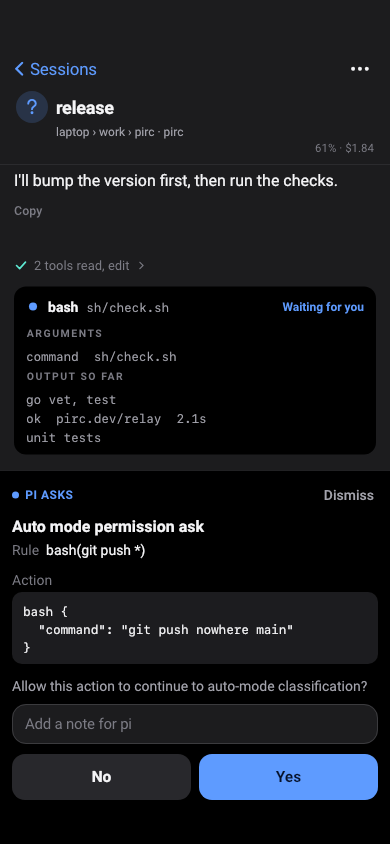 Sessions
?
release
laptop › work › pirc · pirc
61% · $1.84
I'll bump the version first, then run the checks.
Copy
2 tools read, edit
bash sh/check.sh Waiting for you
ARGUMENTS
command sh/check.sh
OUTPUT SO FAR
go vet, test
ok pirc.dev/relay 2.1s
unit tests
PI ASKS Dismiss
Auto mode permission ask
Rule bash(git push *)
Action
bash {
"command": "git push nowhere main"
}
Allow this action to continue to auto-mode classification?
Add a note for pi
No Yes